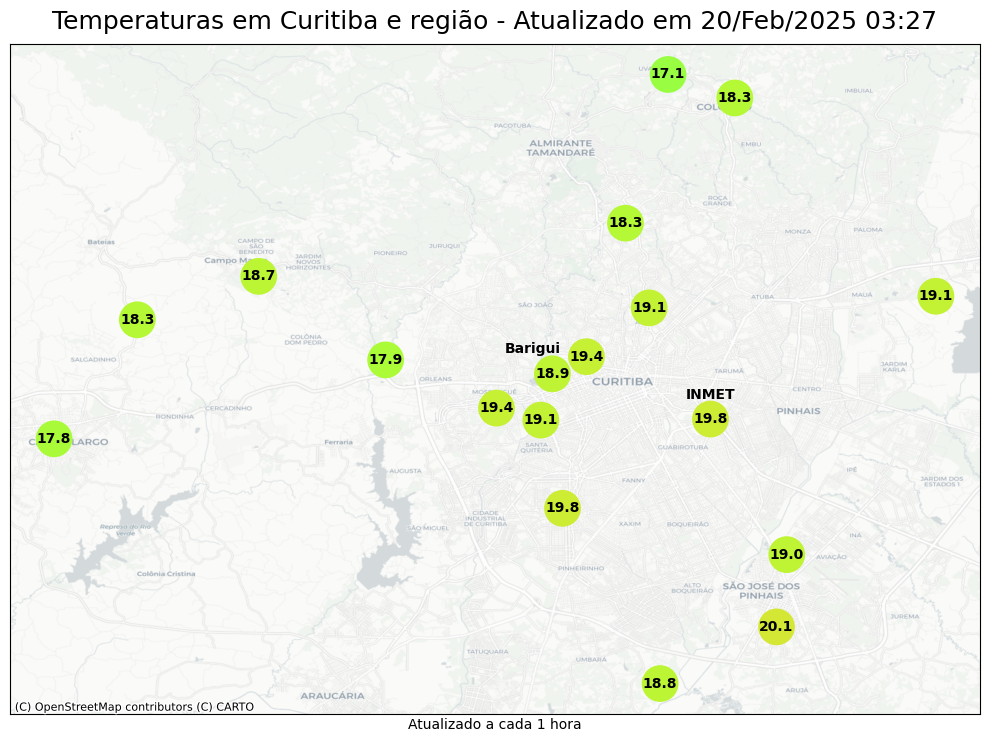 Temperaturas em Curitiba e região - Atualizado em 20/Feb/2025 03:27
17.1
18.3
IMBUIAL
PACOTUBA
ALMIRANTE
TAMANDARÉ
EMBU
ROÇA
GRANDE
18.3
MONZA
PALOMA
Bateias
CAMPO DE
SÃO
BENEDITO
JURUQUI
PIONEIRO
JARDIM
NOVOS
HORIZONTES
18.7
ATUBA
MAUÁ
19.1
SÃO JOÃO
19.1
18.3
COLÔNIA
DOM PEDRO
Barigui
19.4
SALGADINHO
17.9
JARDIM
KARLA
TARUMÃ
18.9
ORLEANS
CURITIBA
CENTRO
INMET
CERCADINHO
19.4
PINHAIS
RONDINHA
19.1
19.8
17.8
Ferraria
SANTA
QUITÉRIA
GUABIROTUBA
AUGUSTA
IPÊ
FANNY
JARDIM DOS
ESTADOS I
19.8
CIDADE
INDUSTRIAL
DE CURITIBA
SÃO MIGUEL
XAXIM
BOQUEIRÃO
Represa do Rio
Verde
INÁ
19.0
AVIAÇÃO
PINHEIRINHO
Colônia Cristina
ALTO
BOQUEIRÃO
SÃO JOSÉ DOS
PINHAIS
JUREMA
20.1
TATUQUARA
UMBARÁ
18.8
ARAUCÁRIA
ARUJÁ
(C) OpenStreetMap contributors (C) CARTO
Atualizado a cada 1 hora